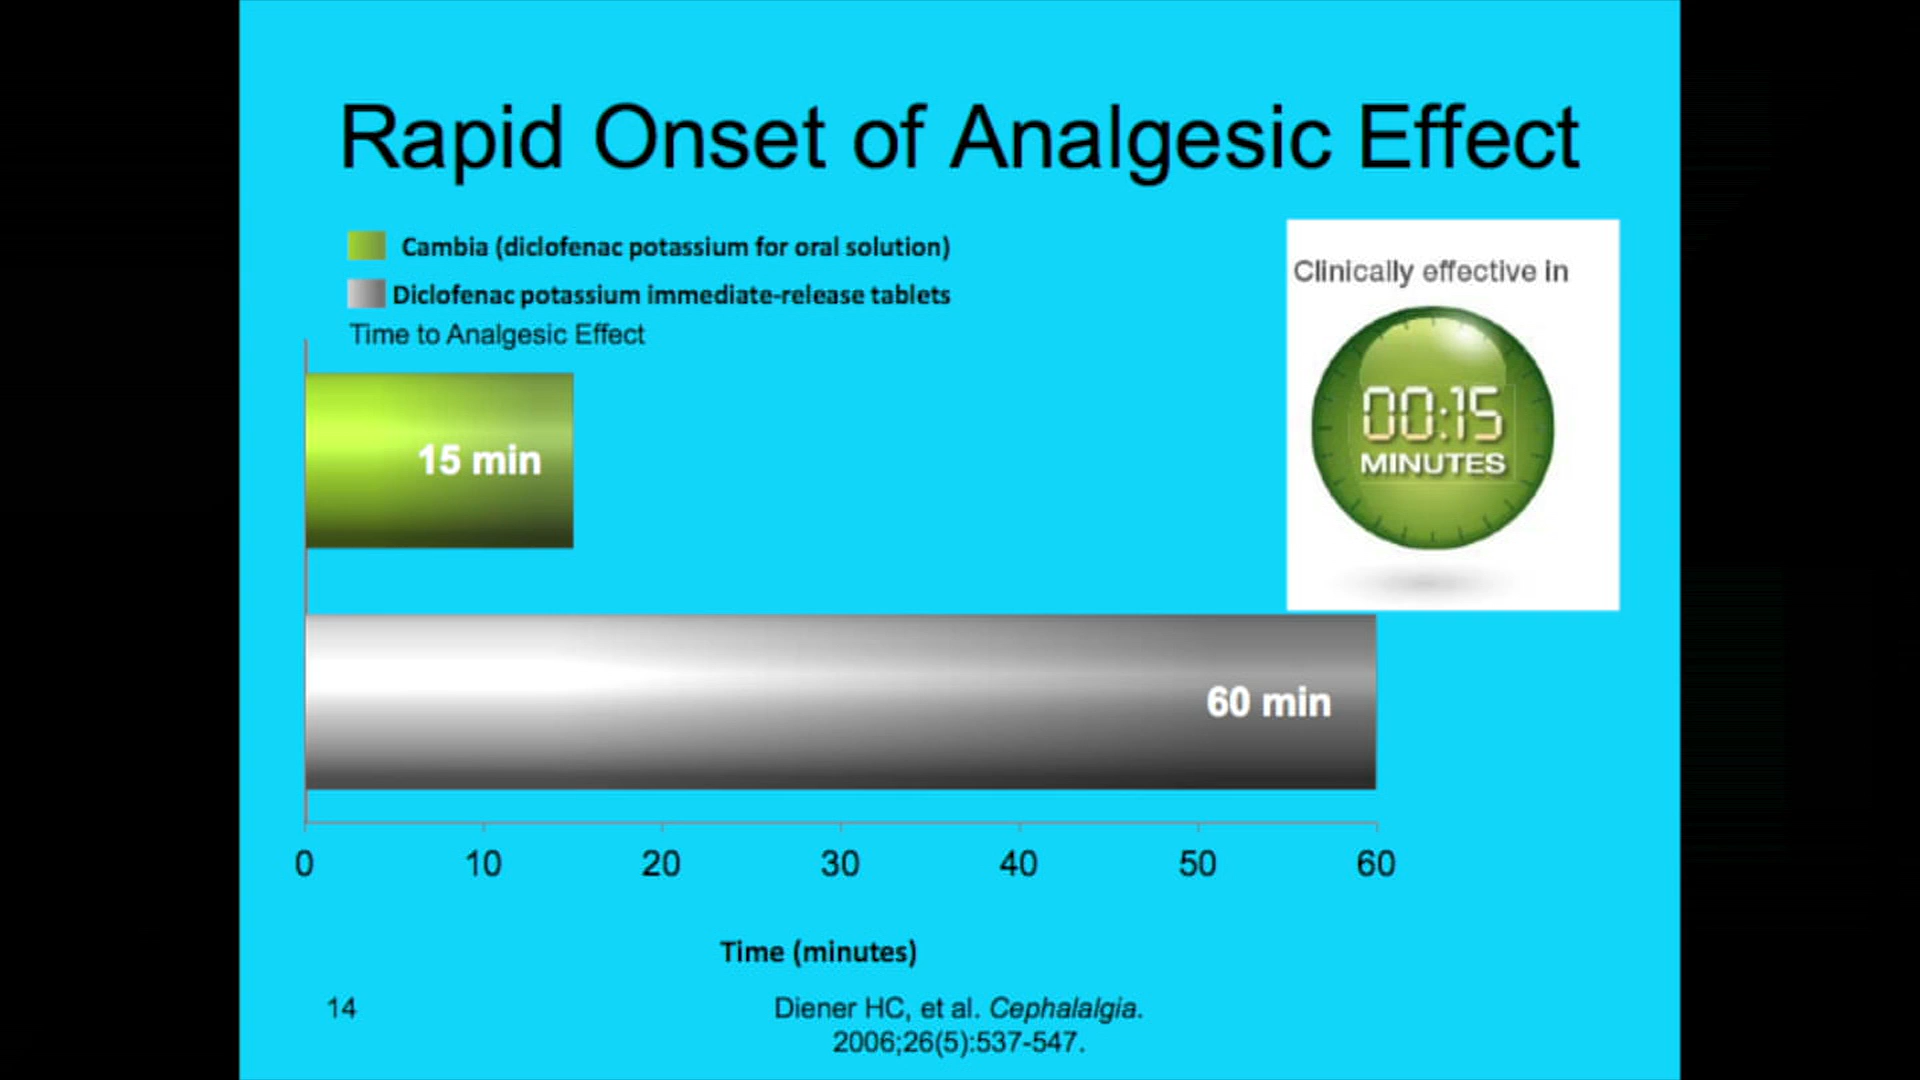 Rapid Onset of Analgesic Effect
Cambia (diclofenac potassium for oral solution)
Diclofenac potassium immediate-release tablets
Time to Analgesic Effect
Clinically effective in
00:15
MINUTES
15 min
60 min
0 10 20 30 40 50 60
Time (minutes)
14
Diener HC, et al. Cephalalgia.
2006;26(5):537-547.